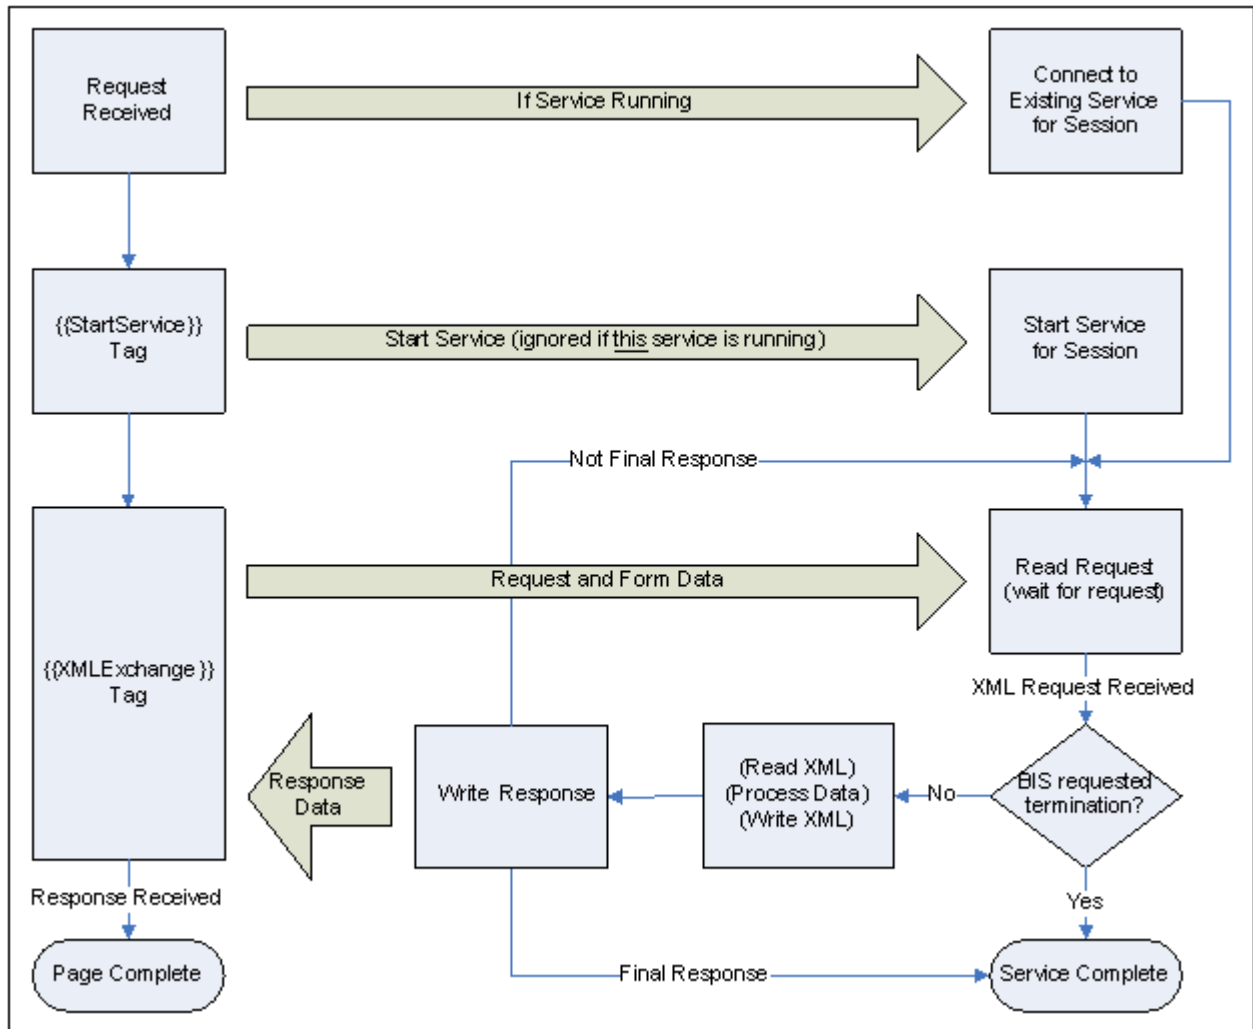 Request
Received
If Service Running
Connect to
Existing Service
for Session
{{StartService}}
Tag
Start Service (ignored if this service is running)
Start Service
for Session
Not Final Response
{{XMLExchange}}
Tag
Request and Form Data
Read Request
(wait for request)
XML Request Received
Response
Data
Write Response
(Read XML)
(Process Data)
(Write XML)
No
BIS requested
termination?
Response Received
Yes
Page Complete
Final Response
Service Complete